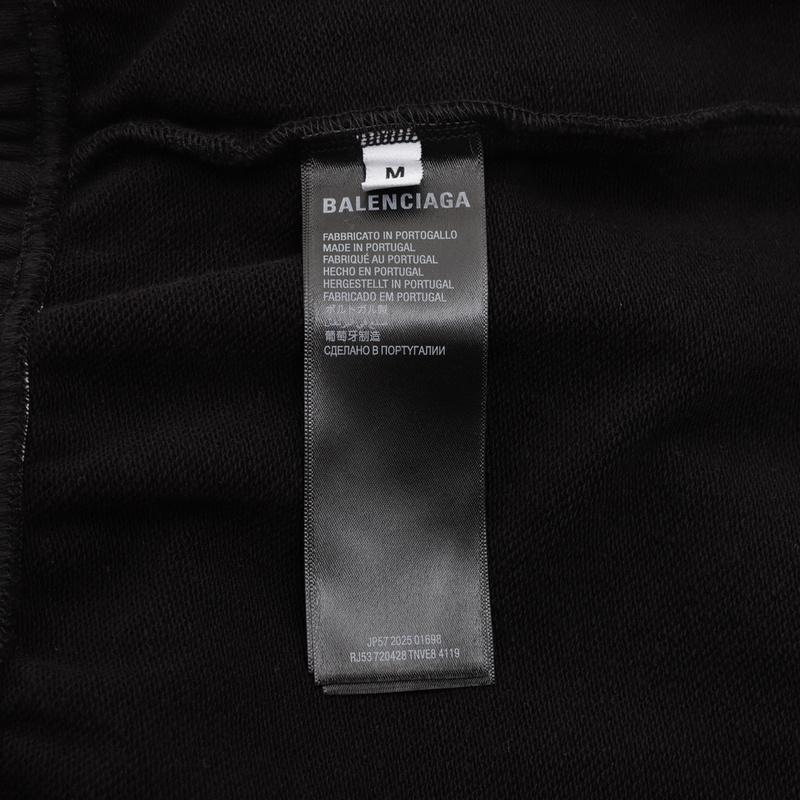 M
BALENCIAGA
FABBRICATO IN PORTOGALLO
MADE IN PORTUGAL
FABRIQUÉ AU PORTUGAL
HECHO EN PORTUGAL
HERGESTELLT IN PORTUGAL
FABRICADO EM PORTUGAL
ポルトガル製
葡萄牙制造
СДЕЛАНО В ПОРТУГАЛИИ
JP57 2025 01698
RJ53 720428 TNVE8 4119